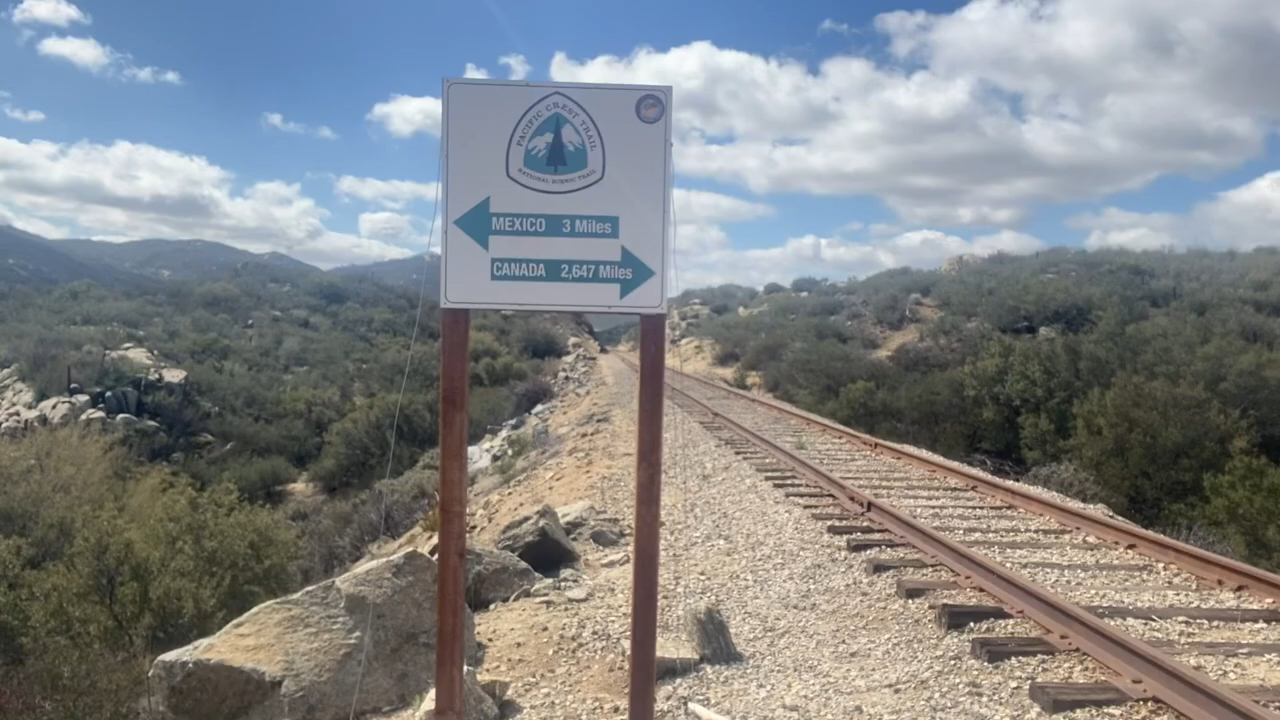 PACIFIC CREST TRAIL
NATIONAL SCENIC TRAIL
MEXICO 3 Miles
CANADA 2,647 Miles